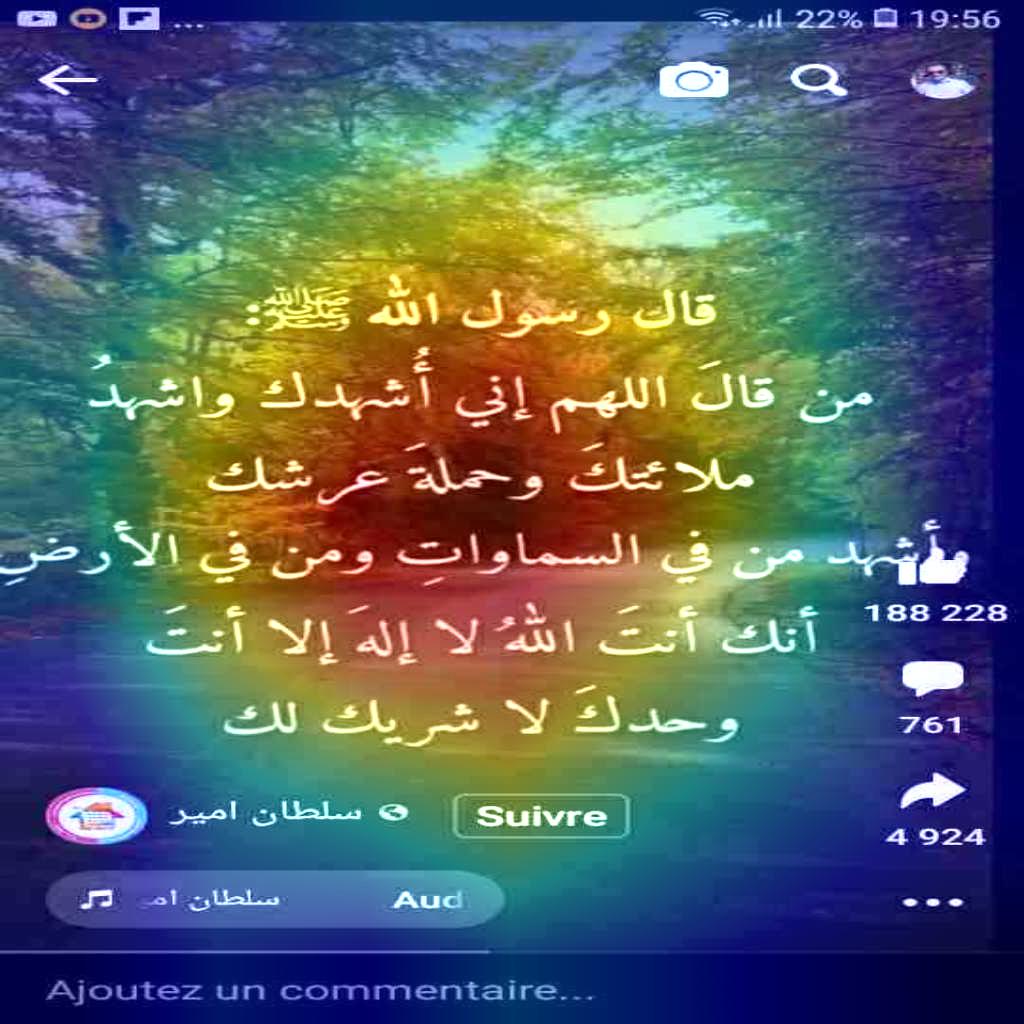 ... 22% 19:56
قال رسول الله ﷺ:
من قالَ اللهم إني أُشهدك واشهدُ
ملائتكَ وحملةَ عرشك
وأشهد من في السماواتِ ومن في الأرضِ
أنك أنتَ اللهُ لا إلهَ إلا أنتَ
وحدكَ لا شريك لك
188 228
761
4 924
سلطان امير
Suivre
سلطان ام
Aud
Ajoutez un commentaire...